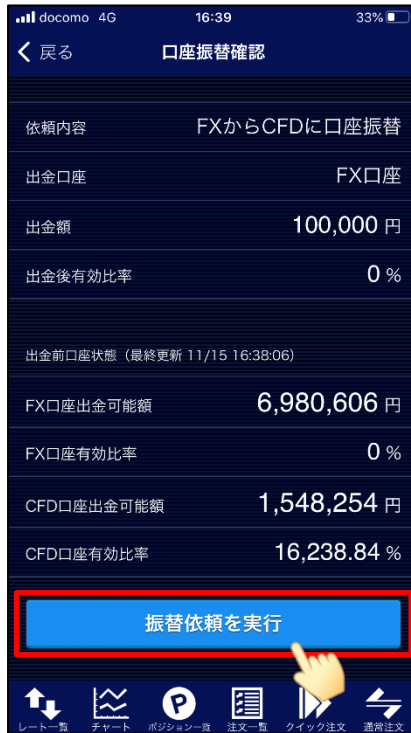 docomo 4G 16:39 33%
戻る 口座振替確認
依頼内容 FXからCFDに口座振替
出金口座 FX口座
出金額 100,000 円
出金後有効比率 0 %
出金前口座状態（最終更新 11/15 16:38:06）
FX口座出金可能額 6,980,606 円
FX口座有効比率 0 %
CFD口座出金可能額 1,548,254 円
CFD口座有効比率 16,238.84 %
振替依頼を実行
P
レート一覧 チャート ポジション一覧 注文一覧 クイック注文 通常注文